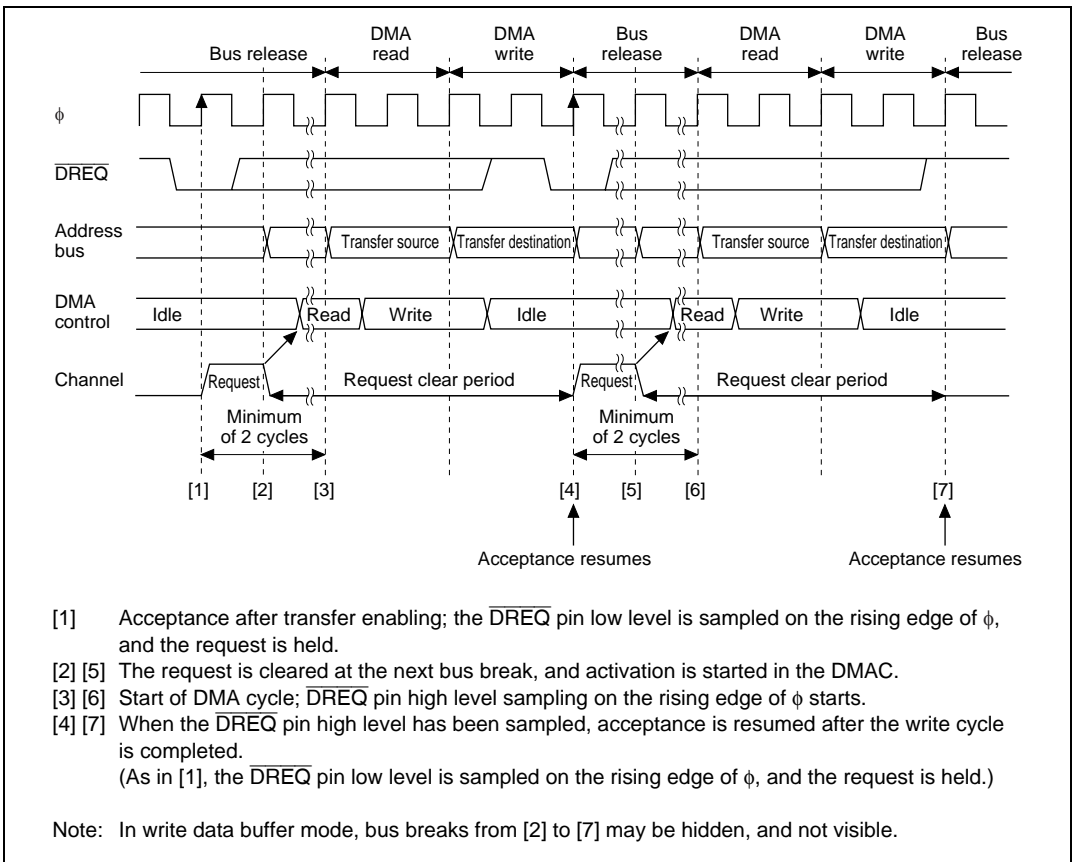 Bus release
DMA
read
DMA
write
Bus
release
DMA
read
DMA
write
Bus
release
ϕ
DREQ
Address
bus
Transfer source
Transfer destination
Transfer source
Transfer destination
DMA
control
Idle
Read
Write
Idle
Read
Write
Idle
Channel
Request
Request clear period
Request
Request clear period
Minimum
of 2 cycles
Minimum
of 2 cycles
[1]
[2]
[3]
[4]
[5]
[6]
[7]
Acceptance resumes
Acceptance resumes
[1] Acceptance after transfer enabling; the DREQ pin low level is sampled on the rising edge of ϕ,
and the request is held.
[2] [5] The request is cleared at the next bus break, and activation is started in the DMAC.
[3] [6] Start of DMA cycle; DREQ pin high level sampling on the rising edge of ϕ starts.
[4] [7] When the DREQ pin high level has been sampled, acceptance is resumed after the write cycle
is completed.
(As in [1], the DREQ pin low level is sampled on the rising edge of ϕ, and the request is held.)
Note: In write data buffer mode, bus breaks from [2] to [7] may be hidden, and not visible.